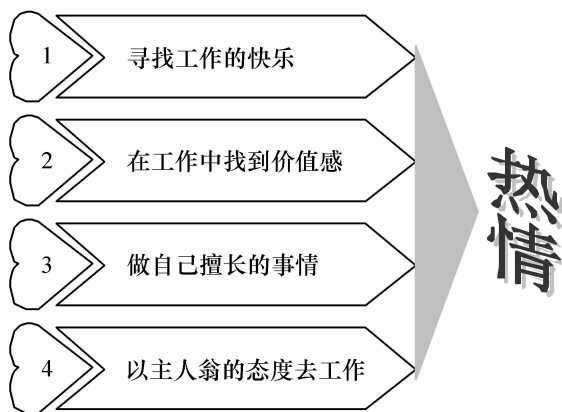 1 寻找工作的快乐
2 在工作中找到价值感
3 做自己擅长的事情
4 以主人翁的态度去工作
热情